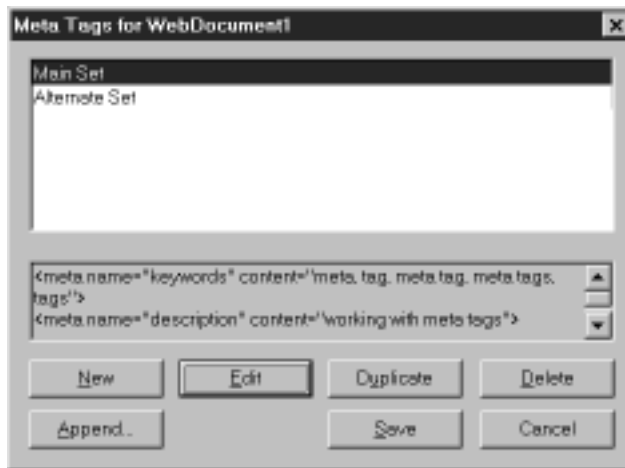 Meta Tags for WebDocument1
Main Set
Alternate Set
<meta name="keywords" content="meta, tag, meta tag, meta tags,
tags">
<meta name="description" content="working with meta tags">
New Edit Duplicate Delete
Append... Save Cancel